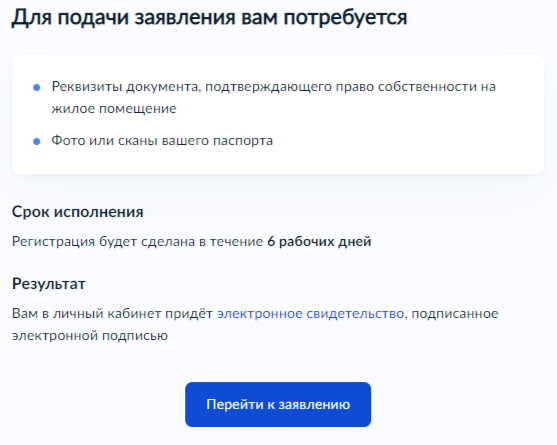 Для подачи заявления вам потребуется
Реквизиты документа, подтверждающего право собственности на
жилое помещение
Фото или сканы вашего паспорта
Срок исполнения
Регистрация будет сделана в течение 6 рабочих дней
Результат
Вам в личный кабинет придёт электронное свидетельство, подписанное
электронной подписью
Перейти к заявлению